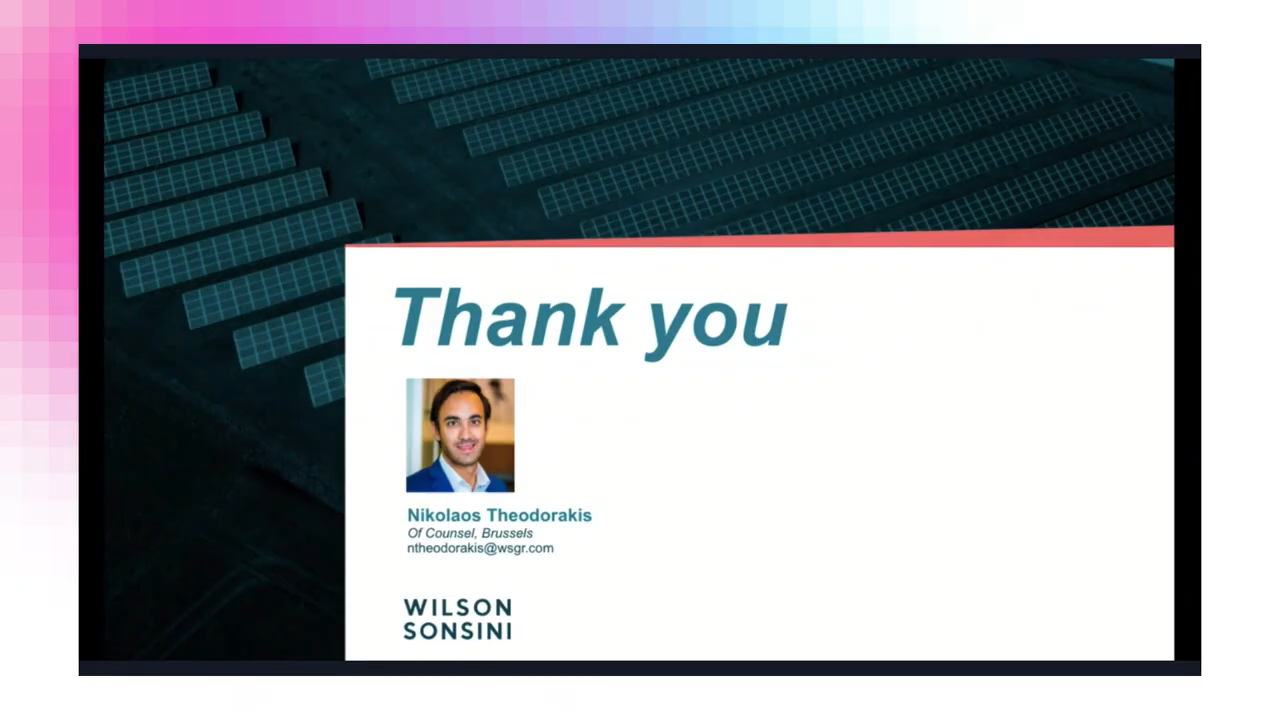 Thank you
Nikolaos Theodorakis
Of Counsel, Brussels
ntheodorakis@wsgr.com
WILSON
SONSINI